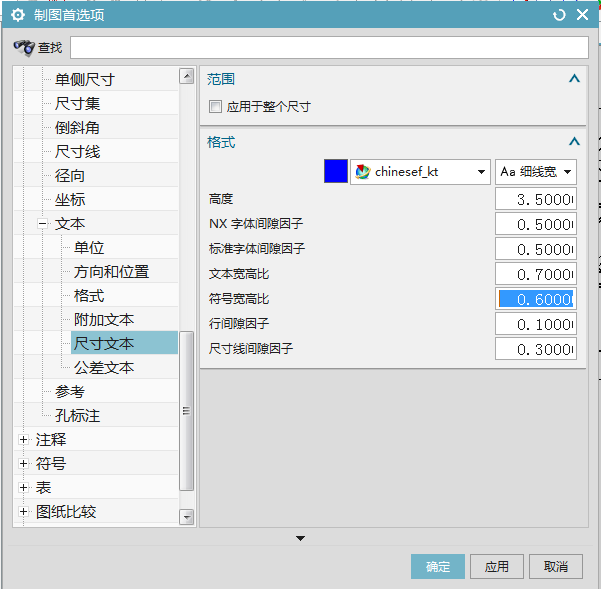 制图首选项
查找
单侧尺寸
尺寸集
倒斜角
尺寸线
径向
坐标
文本
单位
方向和位置
格式
附加文本
尺寸文本
公差文本
参考
孔标注
注释
符号
表
图纸比较
范围
应用于整个尺寸
格式
chinesef_kt
Aa 细线宽
高度 3.5000
NX 字体间隙因子 0.5000
标准字体间隙因子 0.5000
文本宽高比 0.7000
符号宽高比 0.6000
行间隙因子 0.1000
尺寸线间隙因子 0.3000
确定 应用 取消